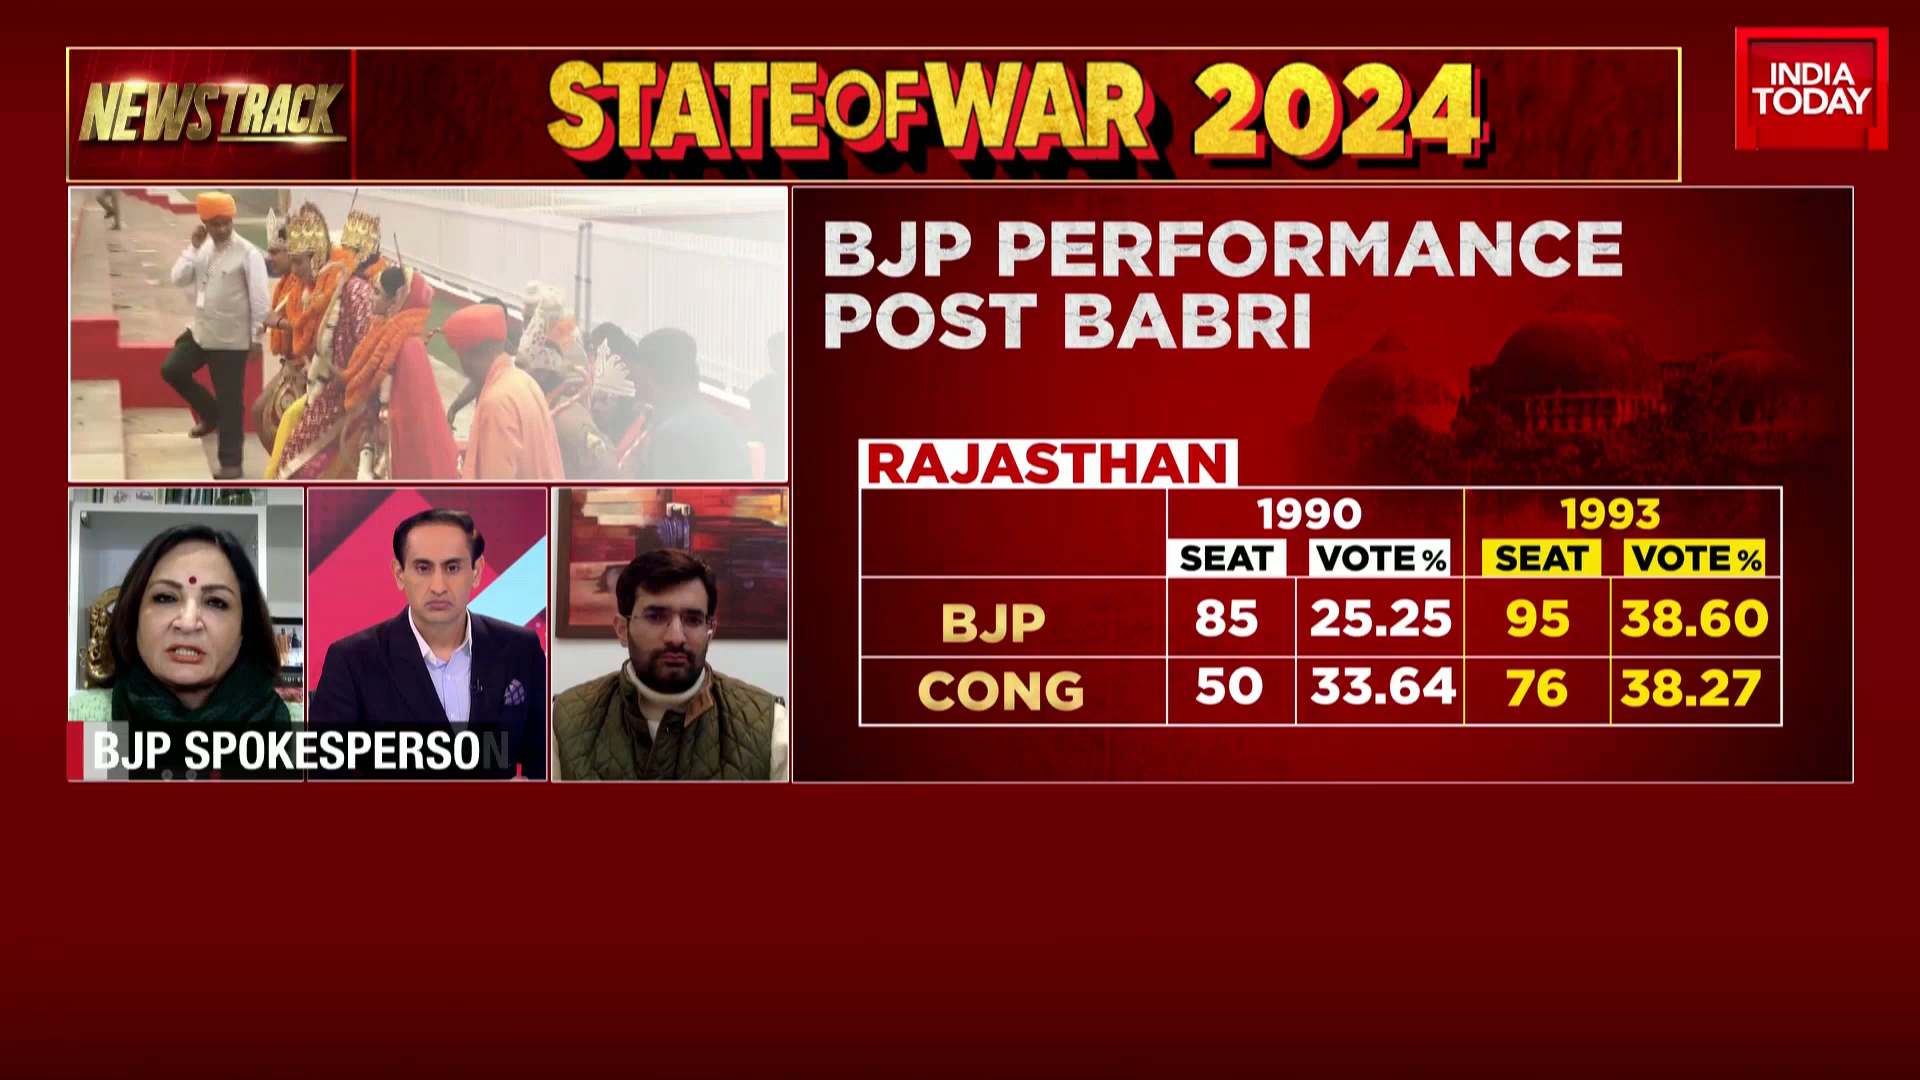 NEWSTRACK
STATE OF WAR 2024
INDIA
TODAY
BJP PERFORMANCE
POST BABRI
RAJASTHAN
1990 1993
SEAT VOTE % SEAT VOTE %
BJP 85 25.25 95 38.60
CONG 50 33.64 76 38.27
BJP SPOKESPERSON